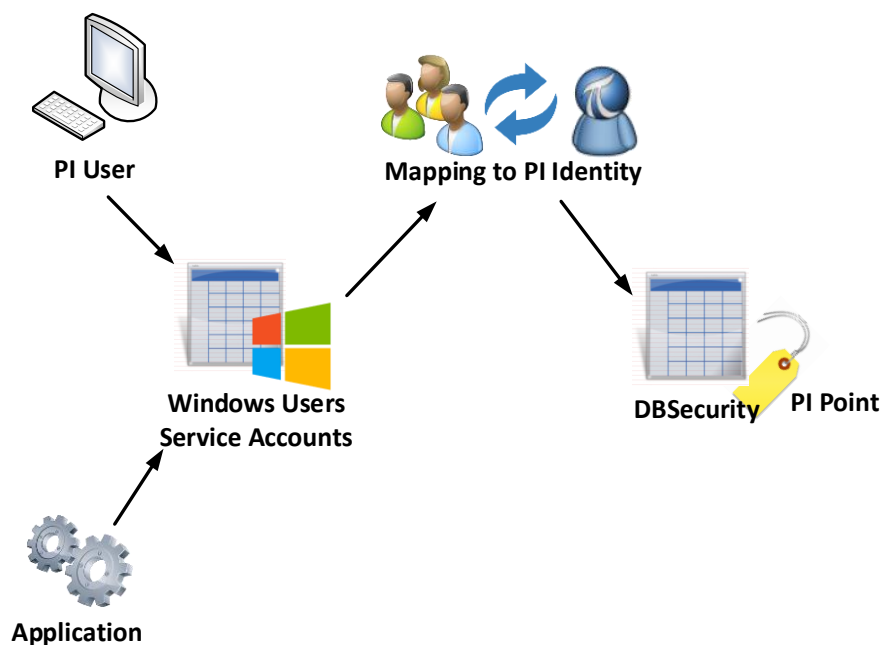 PI User
Mapping to PI Identity
Windows Users
Service Accounts
DBSecurity
PI Point
Application